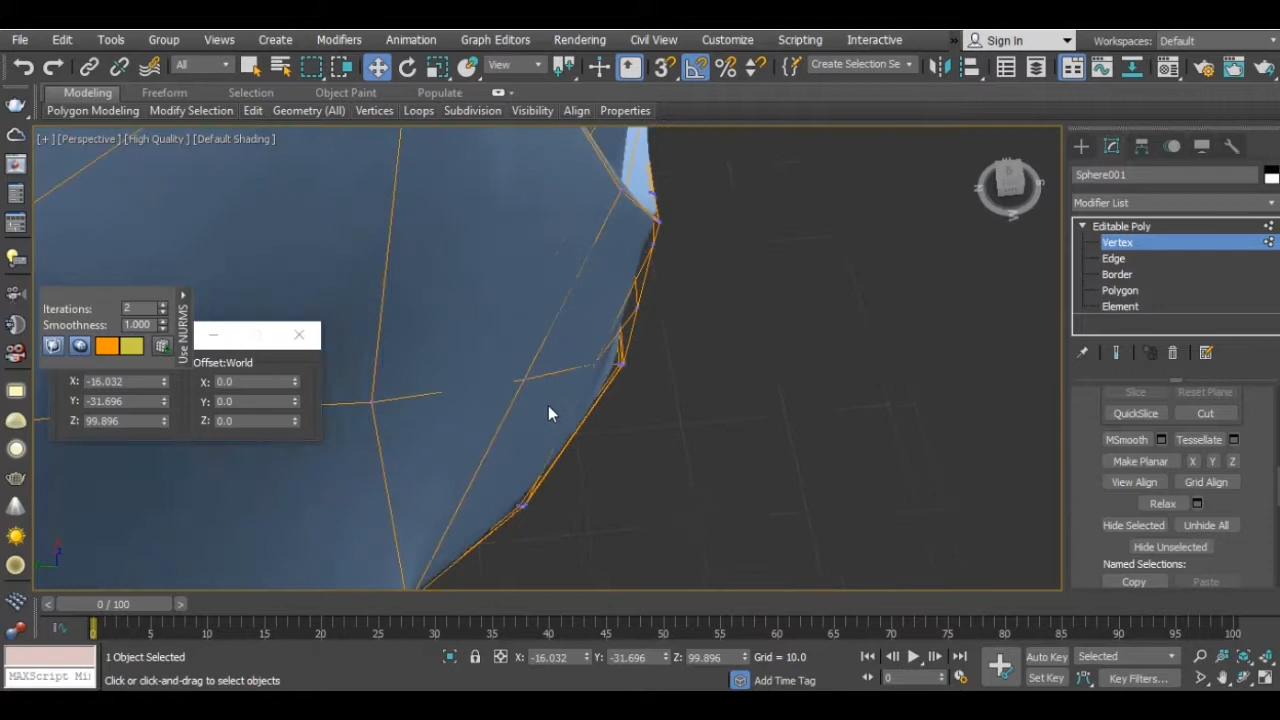 File Edit Tools Group Views Create Modifiers Animation Graph Editors Rendering Civil View Customize Scripting Interactive » Sign In Workspaces: Default
All View 3 % Create Selection Se
Modeling Freeform Selection Object Paint Populate
Polygon Modeling Modify Selection Edit Geometry (All) Vertices Loops Subdivision Visibility Align Properties
[+] [Perspective] [High Quality] [Default Shading]
Sphere001
Modifier List
Editable Poly
Vertex
Edge
Border
Polygon
Element
Iterations: 2
Smoothness: 1.000
Use NURMS
Offset:World
X: -16.032 X: 0.0
Y: -31.696 Y: 0.0
Z: 99.896 Z: 0.0
Slice Reset Plane
QuickSlice Cut
MSmooth Tessellate
Make Planar X Y Z
View Align Grid Align
Relax
Hide Selected Unhide All
Hide Unselected
Named Selections:
Copy Paste
< 0 / 100 >
0 5 10 15 20 25 30 35 40 45 50 55 60 65 70 75 80 85 90 95 100
1 Object Selected X: -16.032 Y: -31.696 Z: 99.896 Grid = 10.0 Auto Key Selected
MAXScript Mi Click or click-and-drag to select objects Add Time Tag 0 Set Key Key Filters...